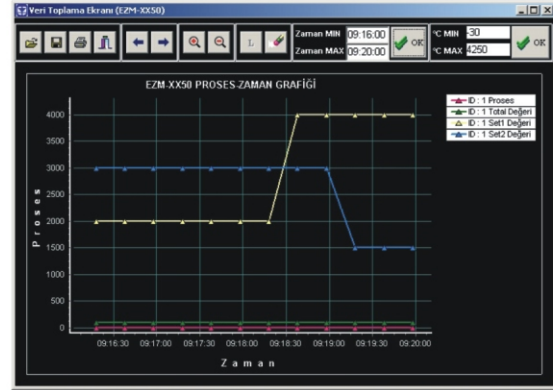 Veri Toplama Ekranı (EZM-XX50)
Zaman MIN 09:16:00
Zaman MAX 09:20:00
OK
°C MIN -30
°C MAX 4250
OK
L
EZM-XX50 PROSES-ZAMAN GRAFİĞİ
ID : 1 Proses
ID : 1 Total Değeri
ID : 1 Set1 Değeri
ID : 1 Set2 Değeri
4000
3500
3000
2500
2000
1500
1000
500
0
Proses
09:16:30 09:17:00 09:17:30 09:18:00 09:18:30 09:19:00 09:19:30 09:20:00
Zaman